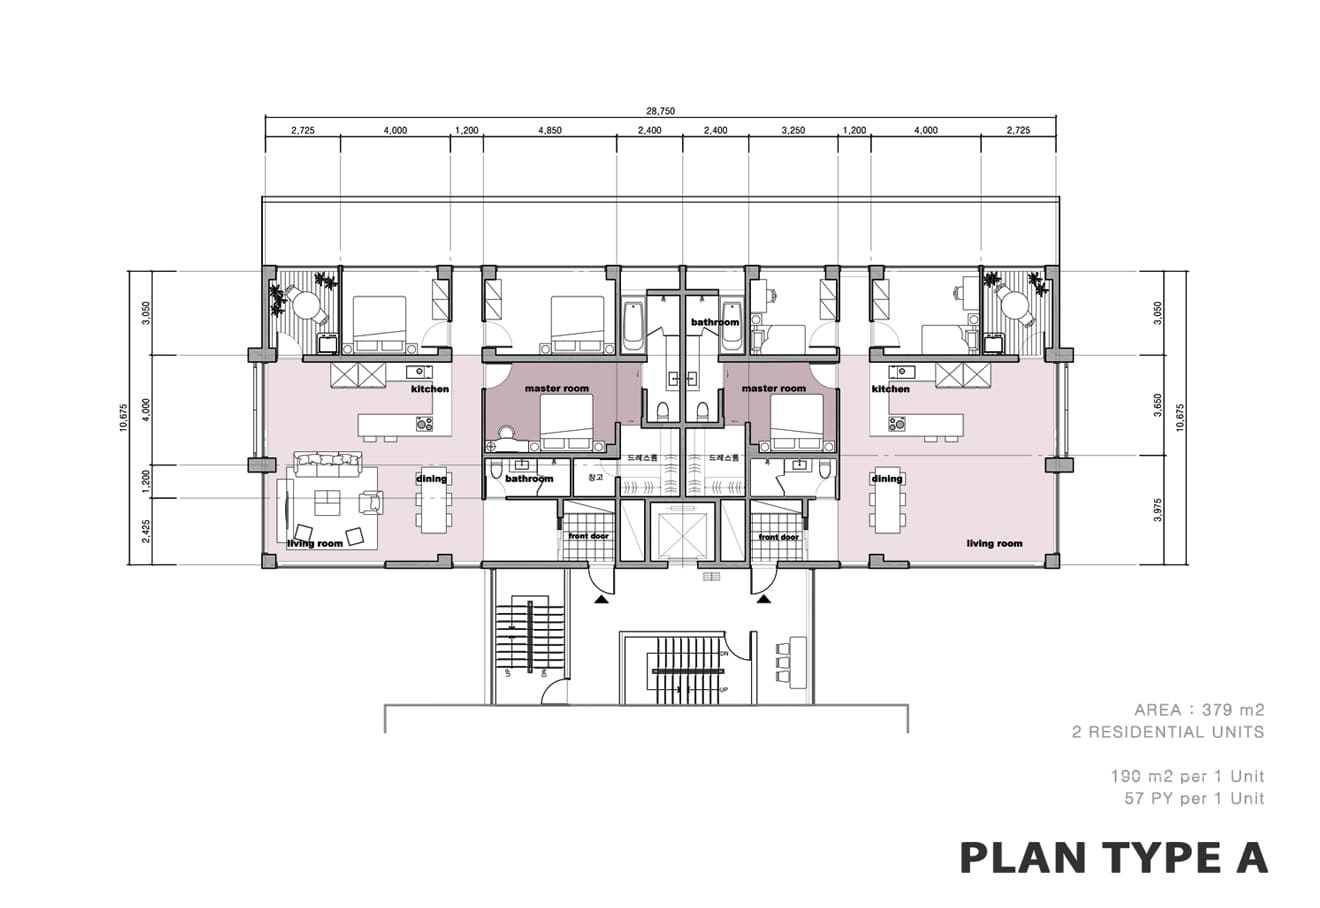 28,750
2,725 4,000 1,200 4,850 2,400 2,400 3,250 1,200 4,000 2,725
3,050
4,000
1,200
2,425
10,675
3,050
3,650
3,975
10,675
bathroom
kitchen
master room
master room
kitchen
드레스룸
드레스룸
dining
bathroom
창고
dining
living room
front door
front door
living room
UP
DN
DN
UP
AREA : 379 m2
2 RESIDENTIAL UNITS
190 m2 per 1 Unit
57 PY per 1 Unit
PLAN TYPE A